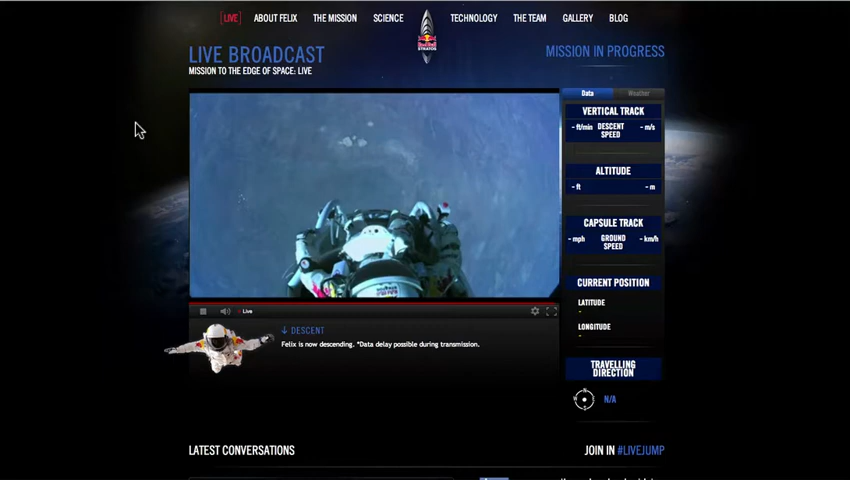 LIVE ABOUT FELIX THE MISSION SCIENCE TECHNOLOGY THE TEAM GALLERY BLOG
Red Bull
STRATOS
LIVE BROADCAST
MISSION TO THE EDGE OF SPACE: LIVE
MISSION IN PROGRESS
Data Weather
VERTICAL TRACK
- ft/min DESCENT SPEED - m/s
ALTITUDE
- ft - m
CAPSULE TRACK
- mph GROUND SPEED - km/h
CURRENT POSITION
LATITUDE
-
LONGITUDE
-
TRAVELLING
DIRECTION
N/A
Live
↓ DESCENT
Felix is now descending. *Data delay possible during transmission.
LATEST CONVERSATIONS
JOIN IN #LIVEJUMP